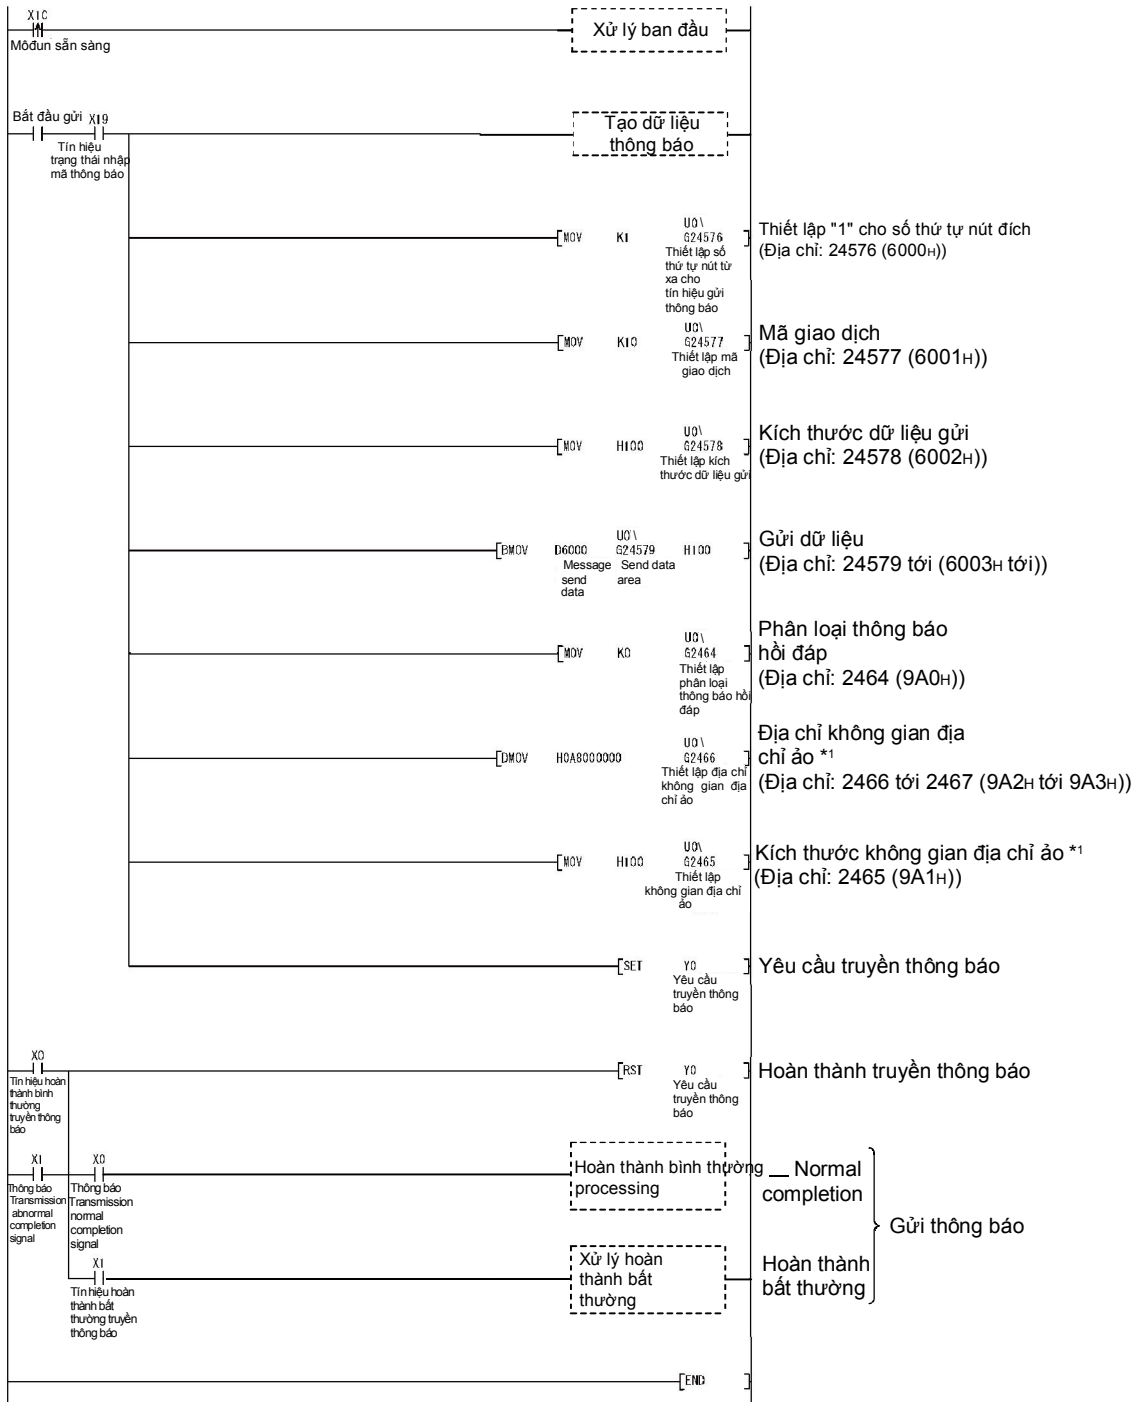 X1C
Môđun sẵn sàng
Xử lý ban đầu
Bắt đầu gửi X19
Tín hiệu
trạng thái nhập
mã thông báo
Tạo dữ liệu
thông báo
[MOV K1 U0\
G24576 ]
Thiết lập số
thứ tự nút từ
xa cho
tín hiệu gửi
thông báo
Thiết lập "1" cho số thứ tự nút đích
(Địa chỉ: 24576 (6000H))
[MOV K10 U0\
G24577 ]
Thiết lập mã
giao dịch
Mã giao dịch
(Địa chỉ: 24577 (6001H))
[MOV H100 U0\
G24578 ]
Thiết lập kích
thước dữ liệu gửi
Kích thước dữ liệu gửi
(Địa chỉ: 24578 (6002H))
[BMOV D6000 U0\
G24579 H100 ]
Message
send
data
Send data
area
Gửi dữ liệu
(Địa chỉ: 24579 tới (6003H tới))
[MOV K0 U0\
G2464 ]
Thiết lập
phân loại
thông báo hồi
đáp
Phân loại thông báo
hồi đáp
(Địa chỉ: 2464 (9A0H))
[DMOV H0A8000000 U0\
G2466 ]
Thiết lập địa chỉ
không gian địa
chỉ ảo
Địa chỉ không gian địa
chỉ ảo *1
(Địa chỉ: 2466 tới 2467 (9A2H tới 9A3H))
[MOV H100 U0\
G2465 ]
Thiết lập
không gian địa chỉ
ảo
Kích thước không gian địa chỉ ảo *1
(Địa chỉ: 2465 (9A1H))
[SET Y0 ]
Yêu cầu
truyền thông
báo
Yêu cầu truyền thông báo
X0
Tín hiệu hoàn
thành bình
thường
truyền thông
báo
[RST Y0 ]
Yêu cầu
truyền thông
báo
Hoàn thành truyền thông báo
X1
Thông báo
Transmission
abnormal
completion
signal
X0
Thông báo
Transmission
normal
completion
signal
Hoàn thành bình thường
processing
Normal
completion
Gửi thông báo
X1
Tín hiệu hoàn
thành bất
thường truyền
thông báo
Xử lý hoàn
thành bất
thường
Hoàn thành
bất thường
[END ]